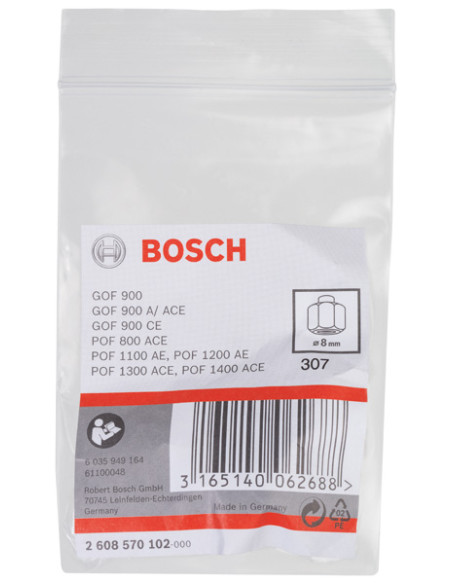 BOSCH
GOF 900
GOF 900 A/ ACE
GOF 900 CE
POF 800 ACE
POF 1100 AE, POF 1200 AE
POF 1300 ACE, POF 1400 ACE
ø 8 mm
307
6 035 949 164
61100048
Robert Bosch GmbH
70745 Leinfelden-Echterdingen
Germany
3 165140 062688 >
Made in Germany
02
PE
2 608 570 102-000